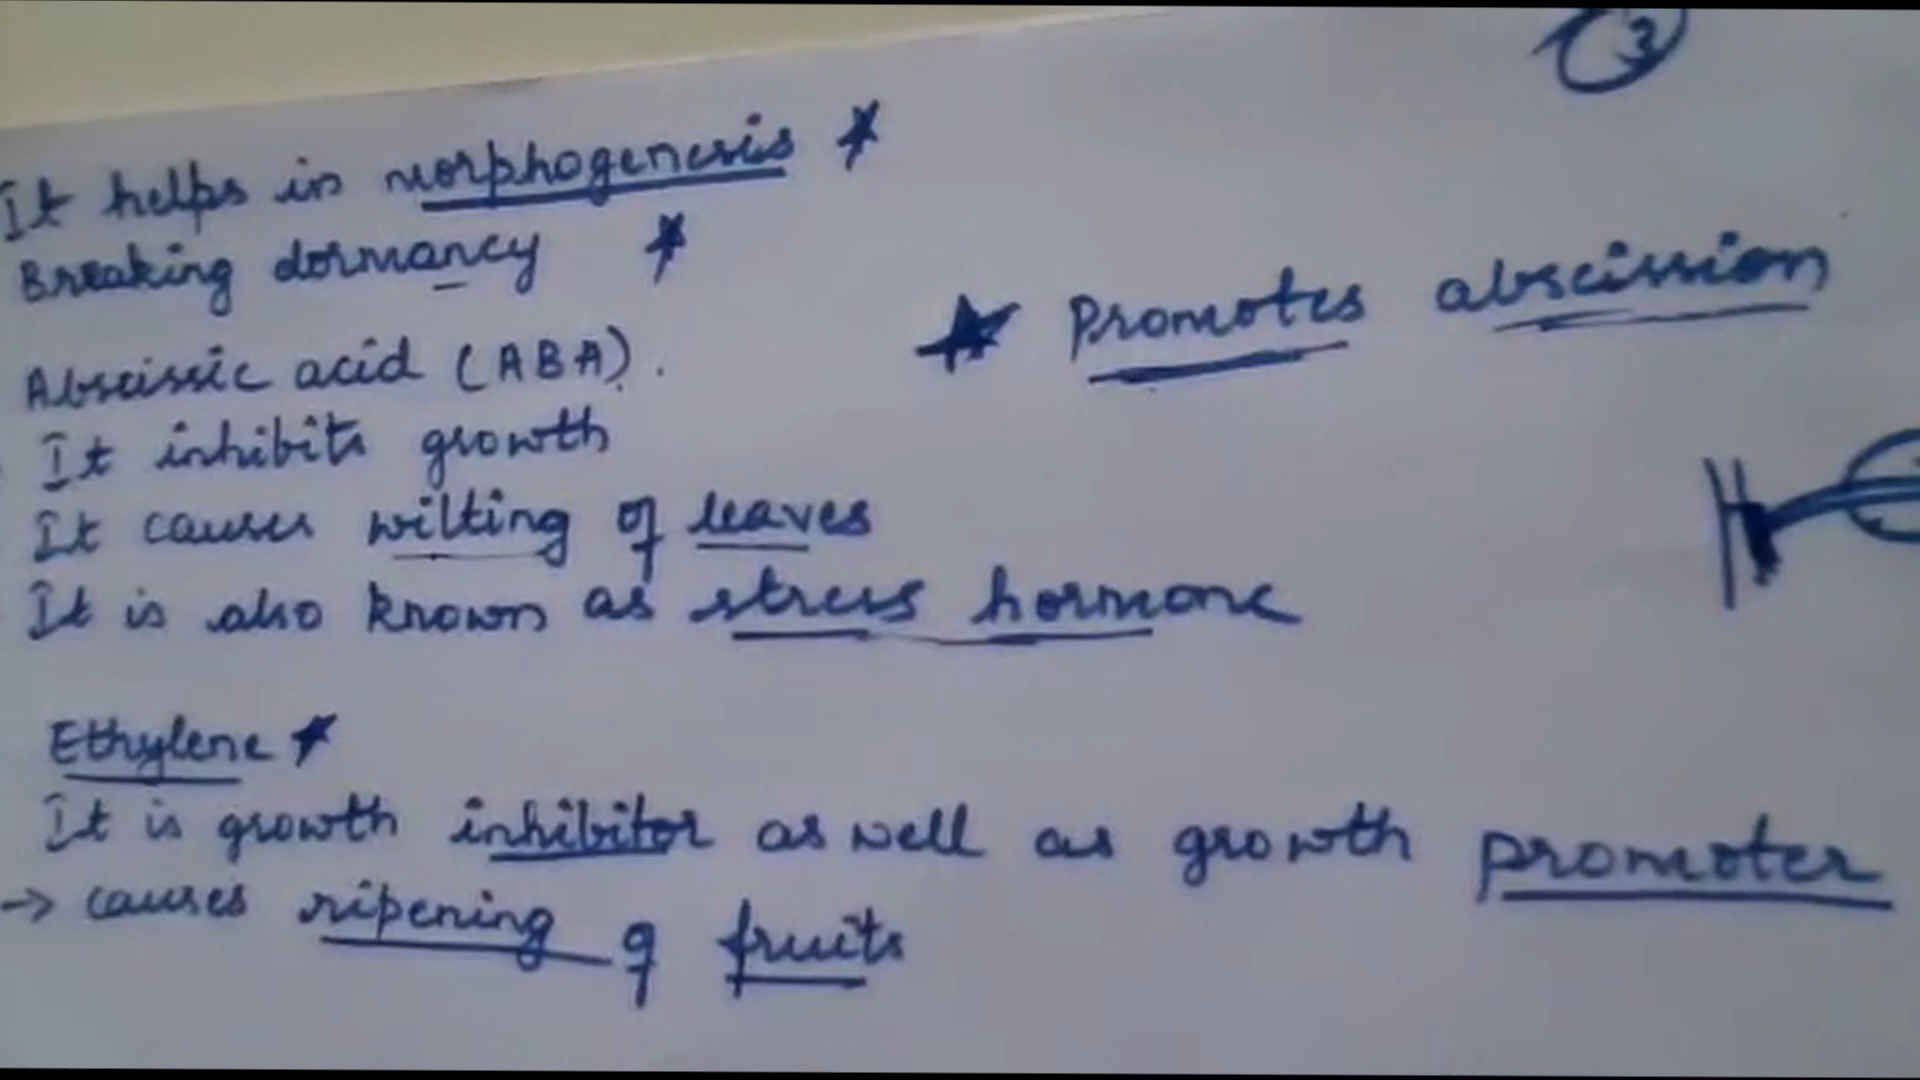 3
It helps in morphogenesis
Breaking dormancy
Promotes abscission
Abscissic acid (ABA).
It inhibits growth
It causes wilting of leaves
It is also known as stress hormone
Ethylene
It is growth inhibitor as well as growth promoter
→ causes ripening of fruits